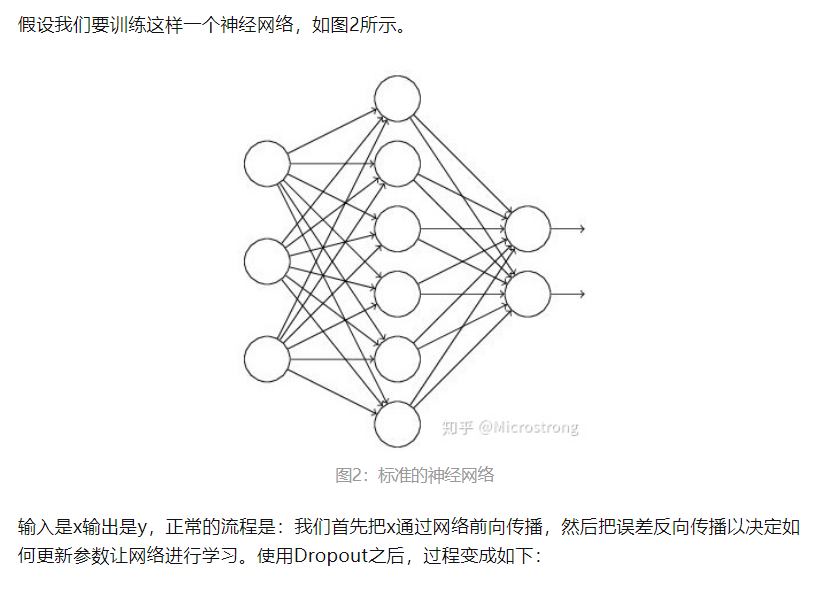 假设我们要训练这样一个神经网络，如图2所示。
知乎 @Microstrong
图2：标准的神经网络
输入是x输出是y，正常的流程是：我们首先把x通过网络前向传播，然后把误差反向传播以决定如
何更新参数让网络进行学习。使用Dropout之后，过程变成如下：